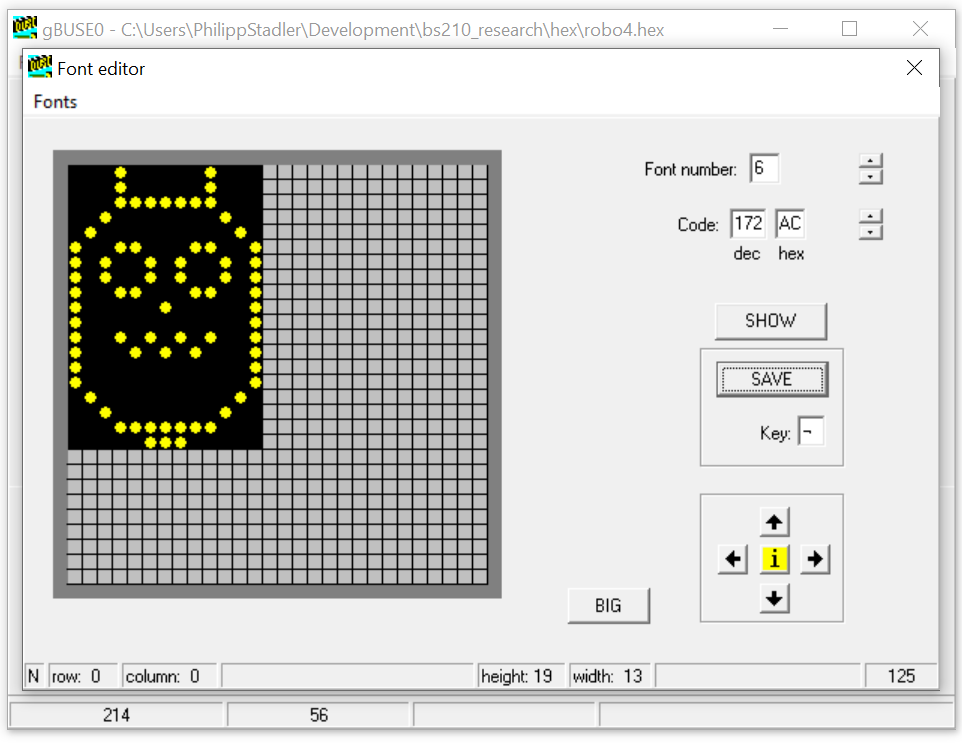 gBUSE0 - C:\Users\PhilippStadler\Development\bs210_research\hex\robo4.hex
Font editor
Fonts
Font number: 6
Code: 172 AC
dec hex
SHOW
SAVE
Key: ¬
i
BIG
N row: 0 column: 0 height: 19 width: 13 125
214 56